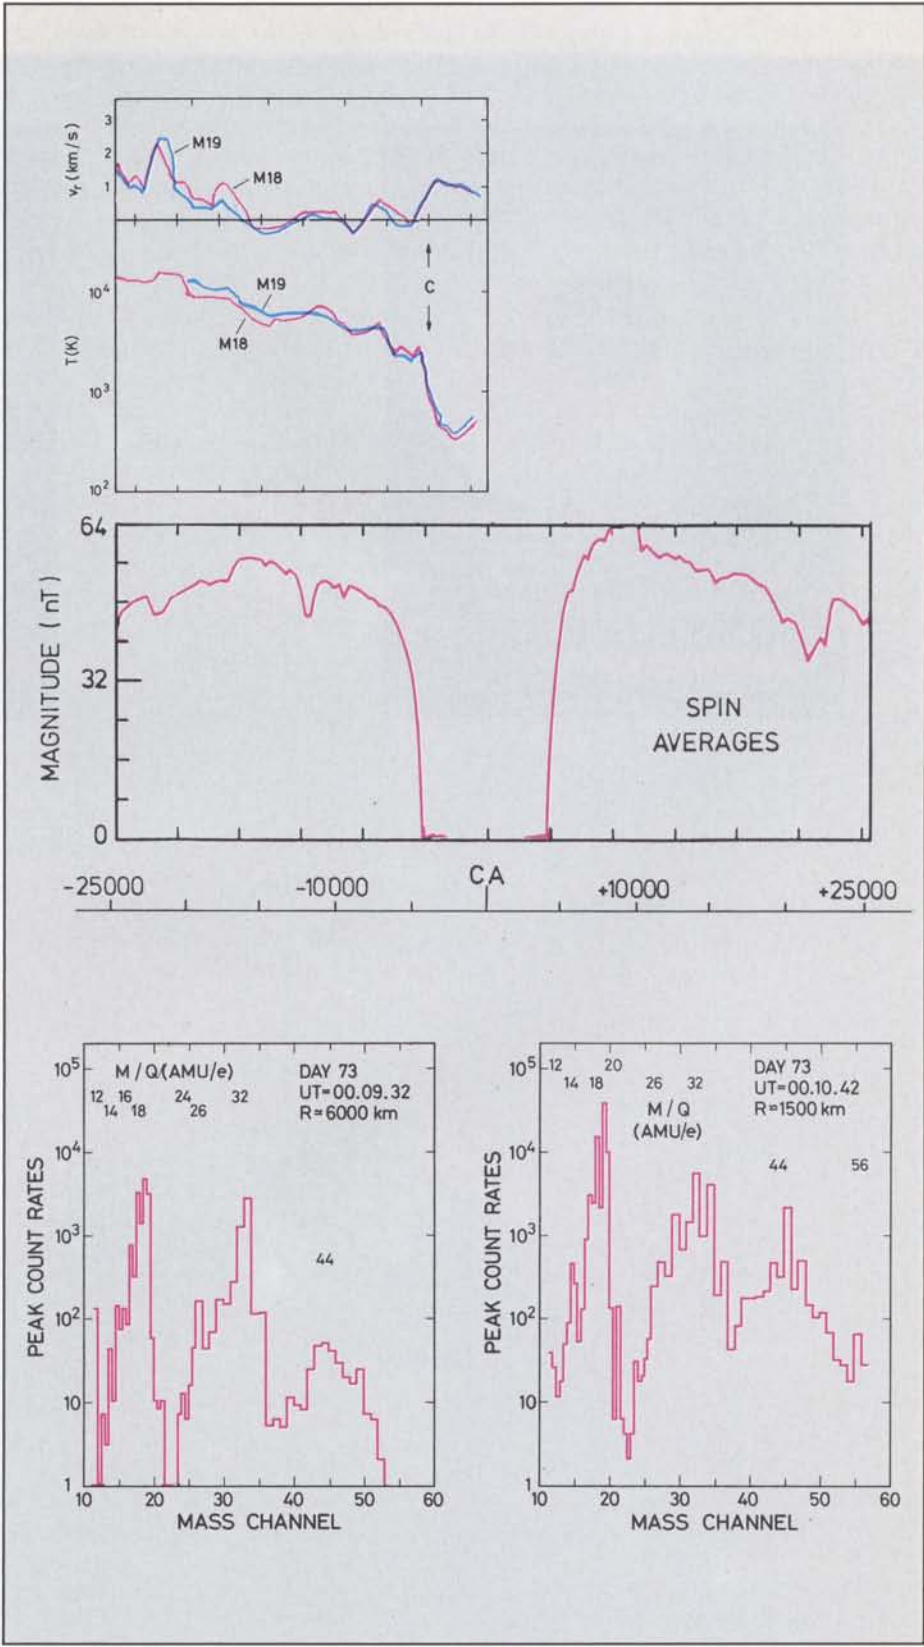 3
2
1
v_r (km/s)
M19
M18
10⁴
10³
10²
T(K)
M19
M18
C
64
32
0
MAGNITUDE (nT)
SPIN
AVERAGES
-25000 -10000 CA +10000 +25000
10⁵
10⁴
10³
10²
10
1
PEAK COUNT RATES
M/Q(AMU/e)
12 16 24 32
14 18 26
DAY 73
UT=00.09.32
R≈6000 km
44
10 20 30 40 50 60
MASS CHANNEL
10⁵
10⁴
10³
10²
10
1
PEAK COUNT RATES
12 20
14 18 26 32
M/Q
(AMU/e)
DAY 73
UT=00.10.42
R≈1500 km
44 56
10 20 30 40 50 60
MASS CHANNEL